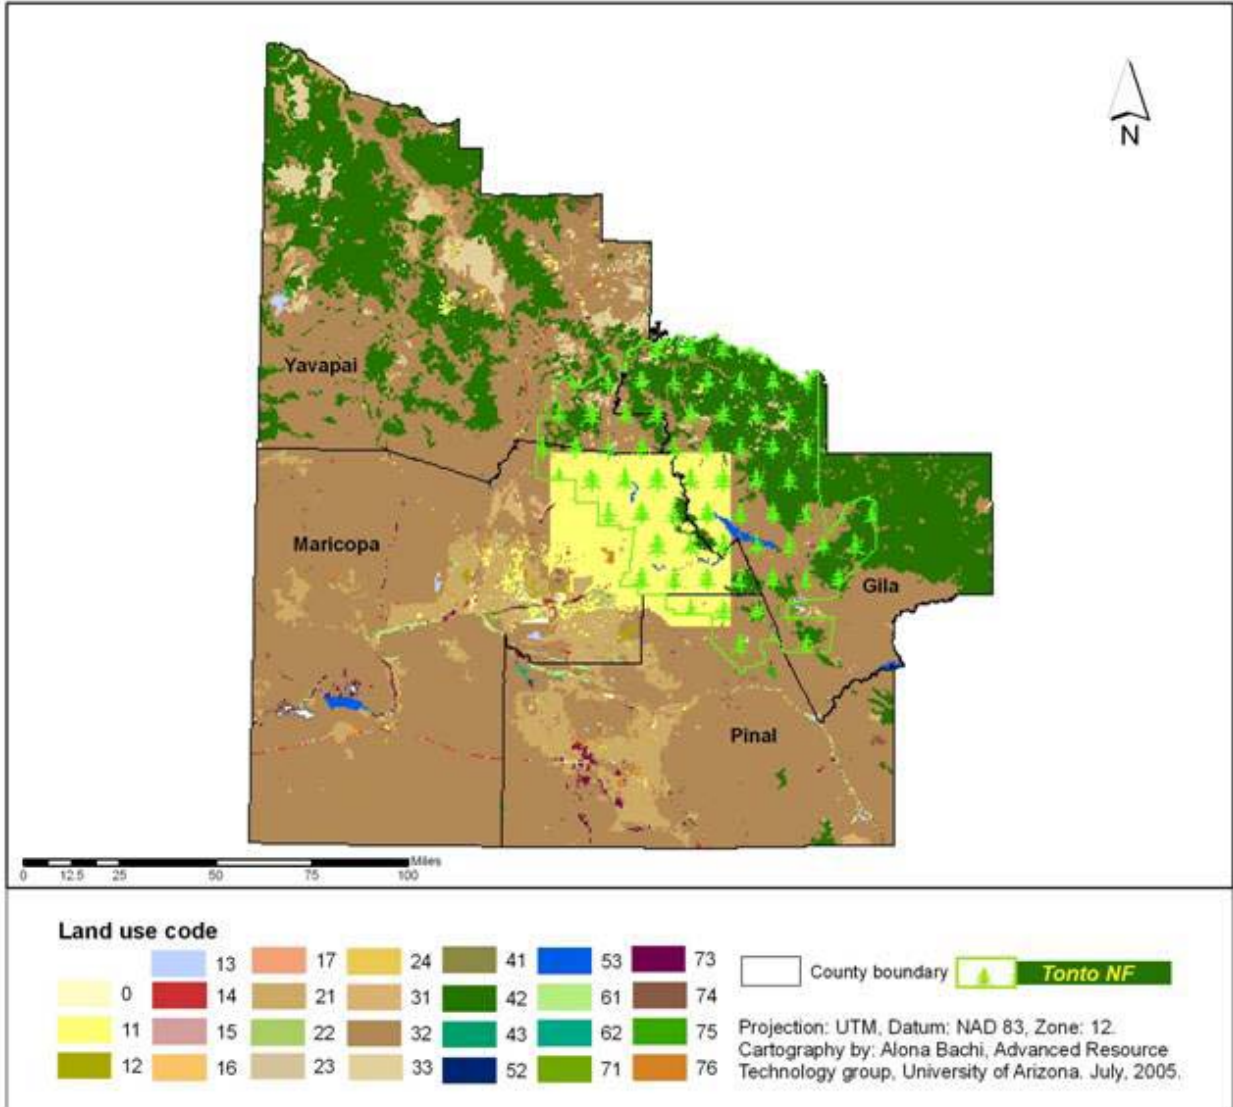 N
Yavapai
Maricopa
Gila
Pinal
Miles
0 12.5 25 50 75 100
Land use code
0
11
12
13
14
15
16
17
21
22
23
24
31
32
33
41
42
43
52
53
61
62
71
73
74
75
76
County boundary
Tonto NF
Projection: UTM, Datum: NAD 83, Zone: 12.
Cartography by: Alona Bachi, Advanced Resource
Technology group, University of Arizona. July, 2005.